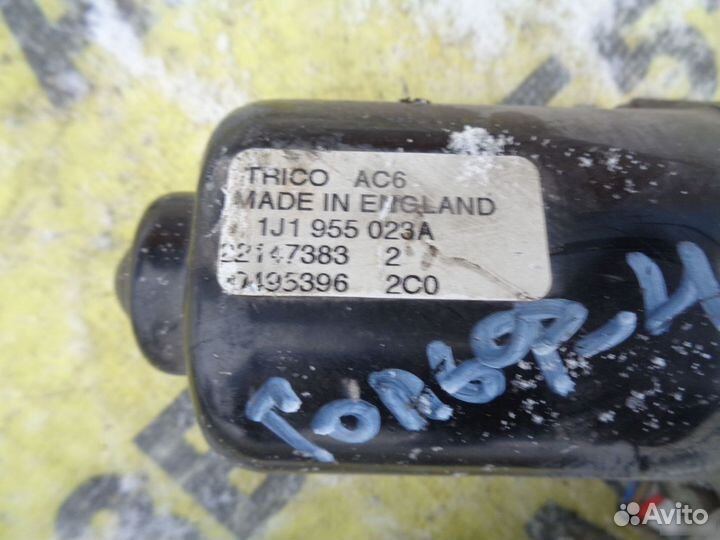 TRICO AC6
MADE IN ENGLAND
1J1 955 023A
22147383 2
0495396 2C0
Avito